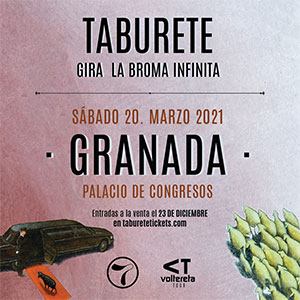 TABURETE
GIRA LA BROMA INFINITA
SÁBADO 20. MARZO 2021
· GRANADA ·
PALACIO DE CONGRESOS
Entradas a la venta el 23 DE DICIEMBRE
en taburetetickets.com
voltereta
TOUR